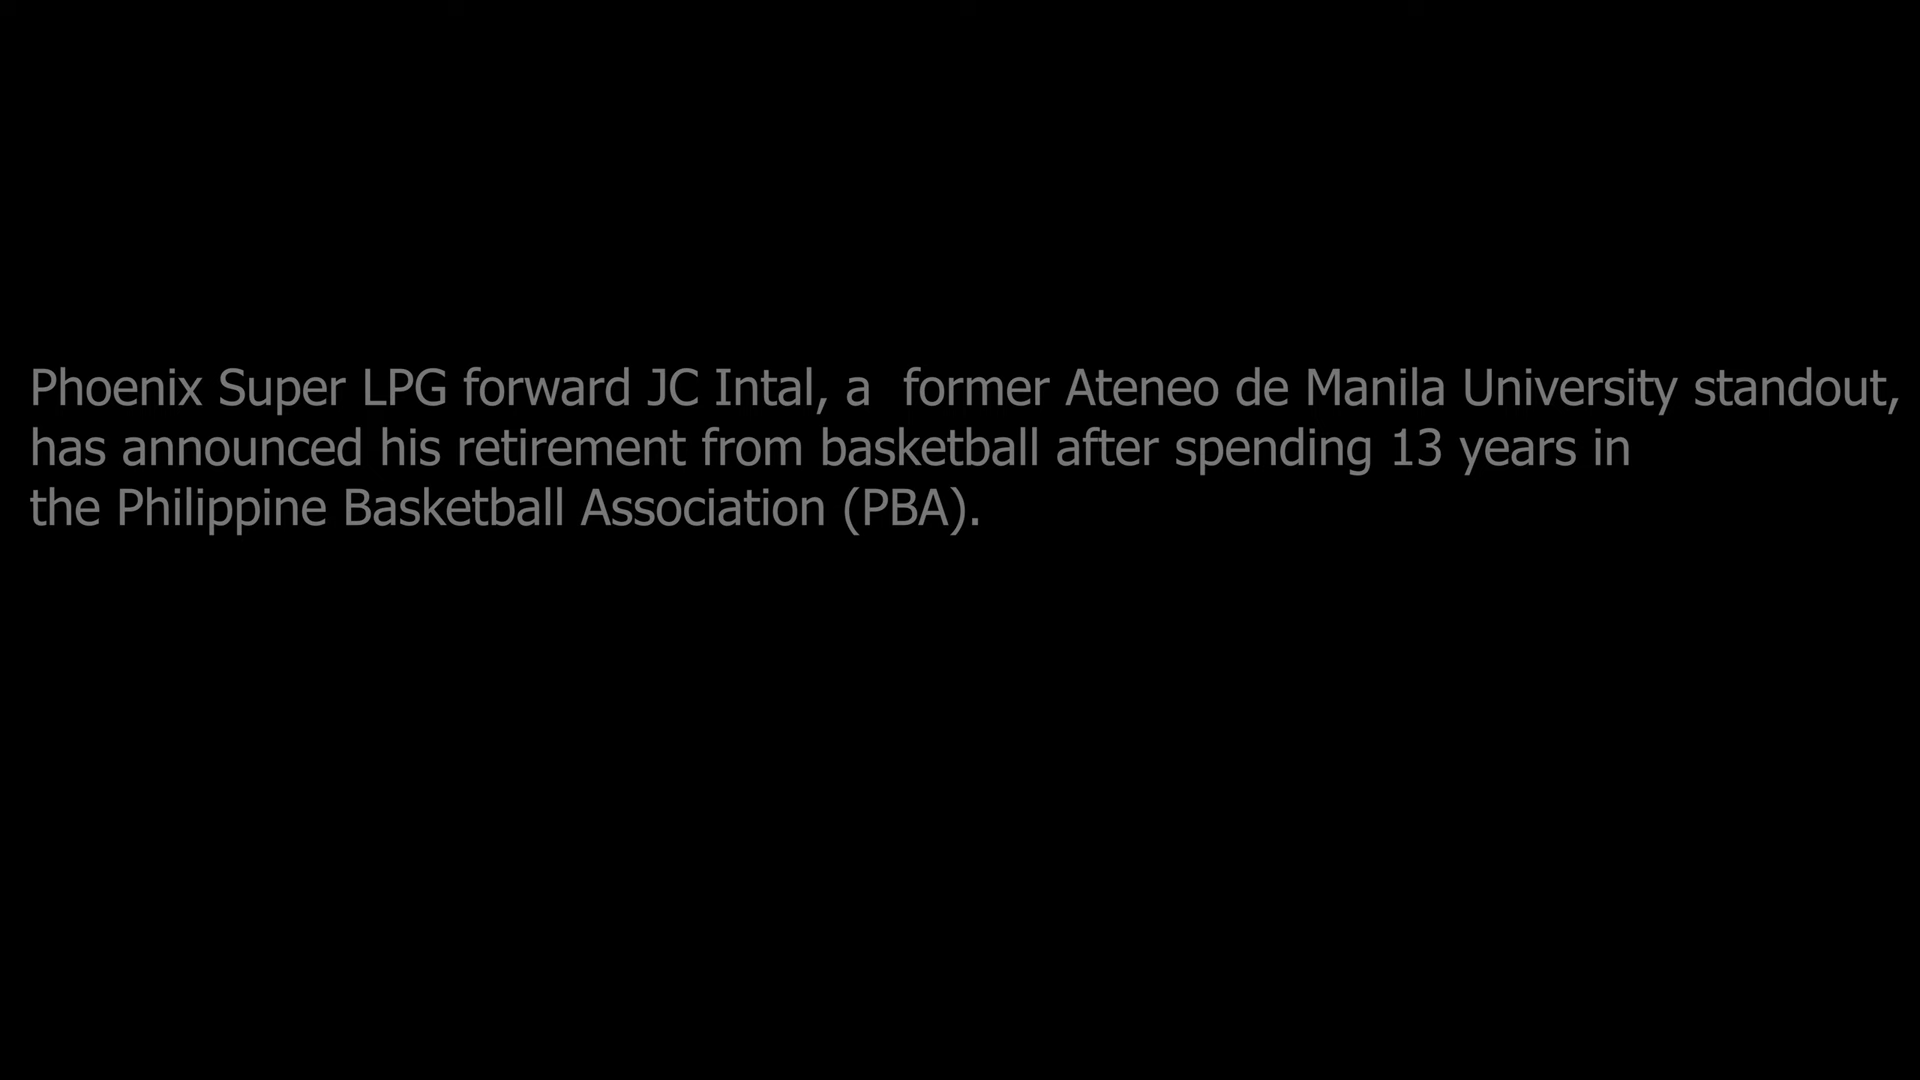 Phoenix Super LPG forward JC Intal, a  former Ateneo de Manila University standout,
has announced his retirement from basketball after spending 13 years in
the Philippine Basketball Association (PBA).